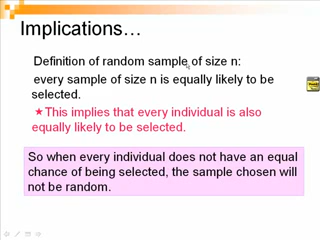 Implications…
Definition of random sample of size n:
every sample of size n is equally likely to be
selected.
★This implies that every individual is also
equally likely to be selected.
So when every individual does not have an equal
chance of being selected, the sample chosen will
not be random.